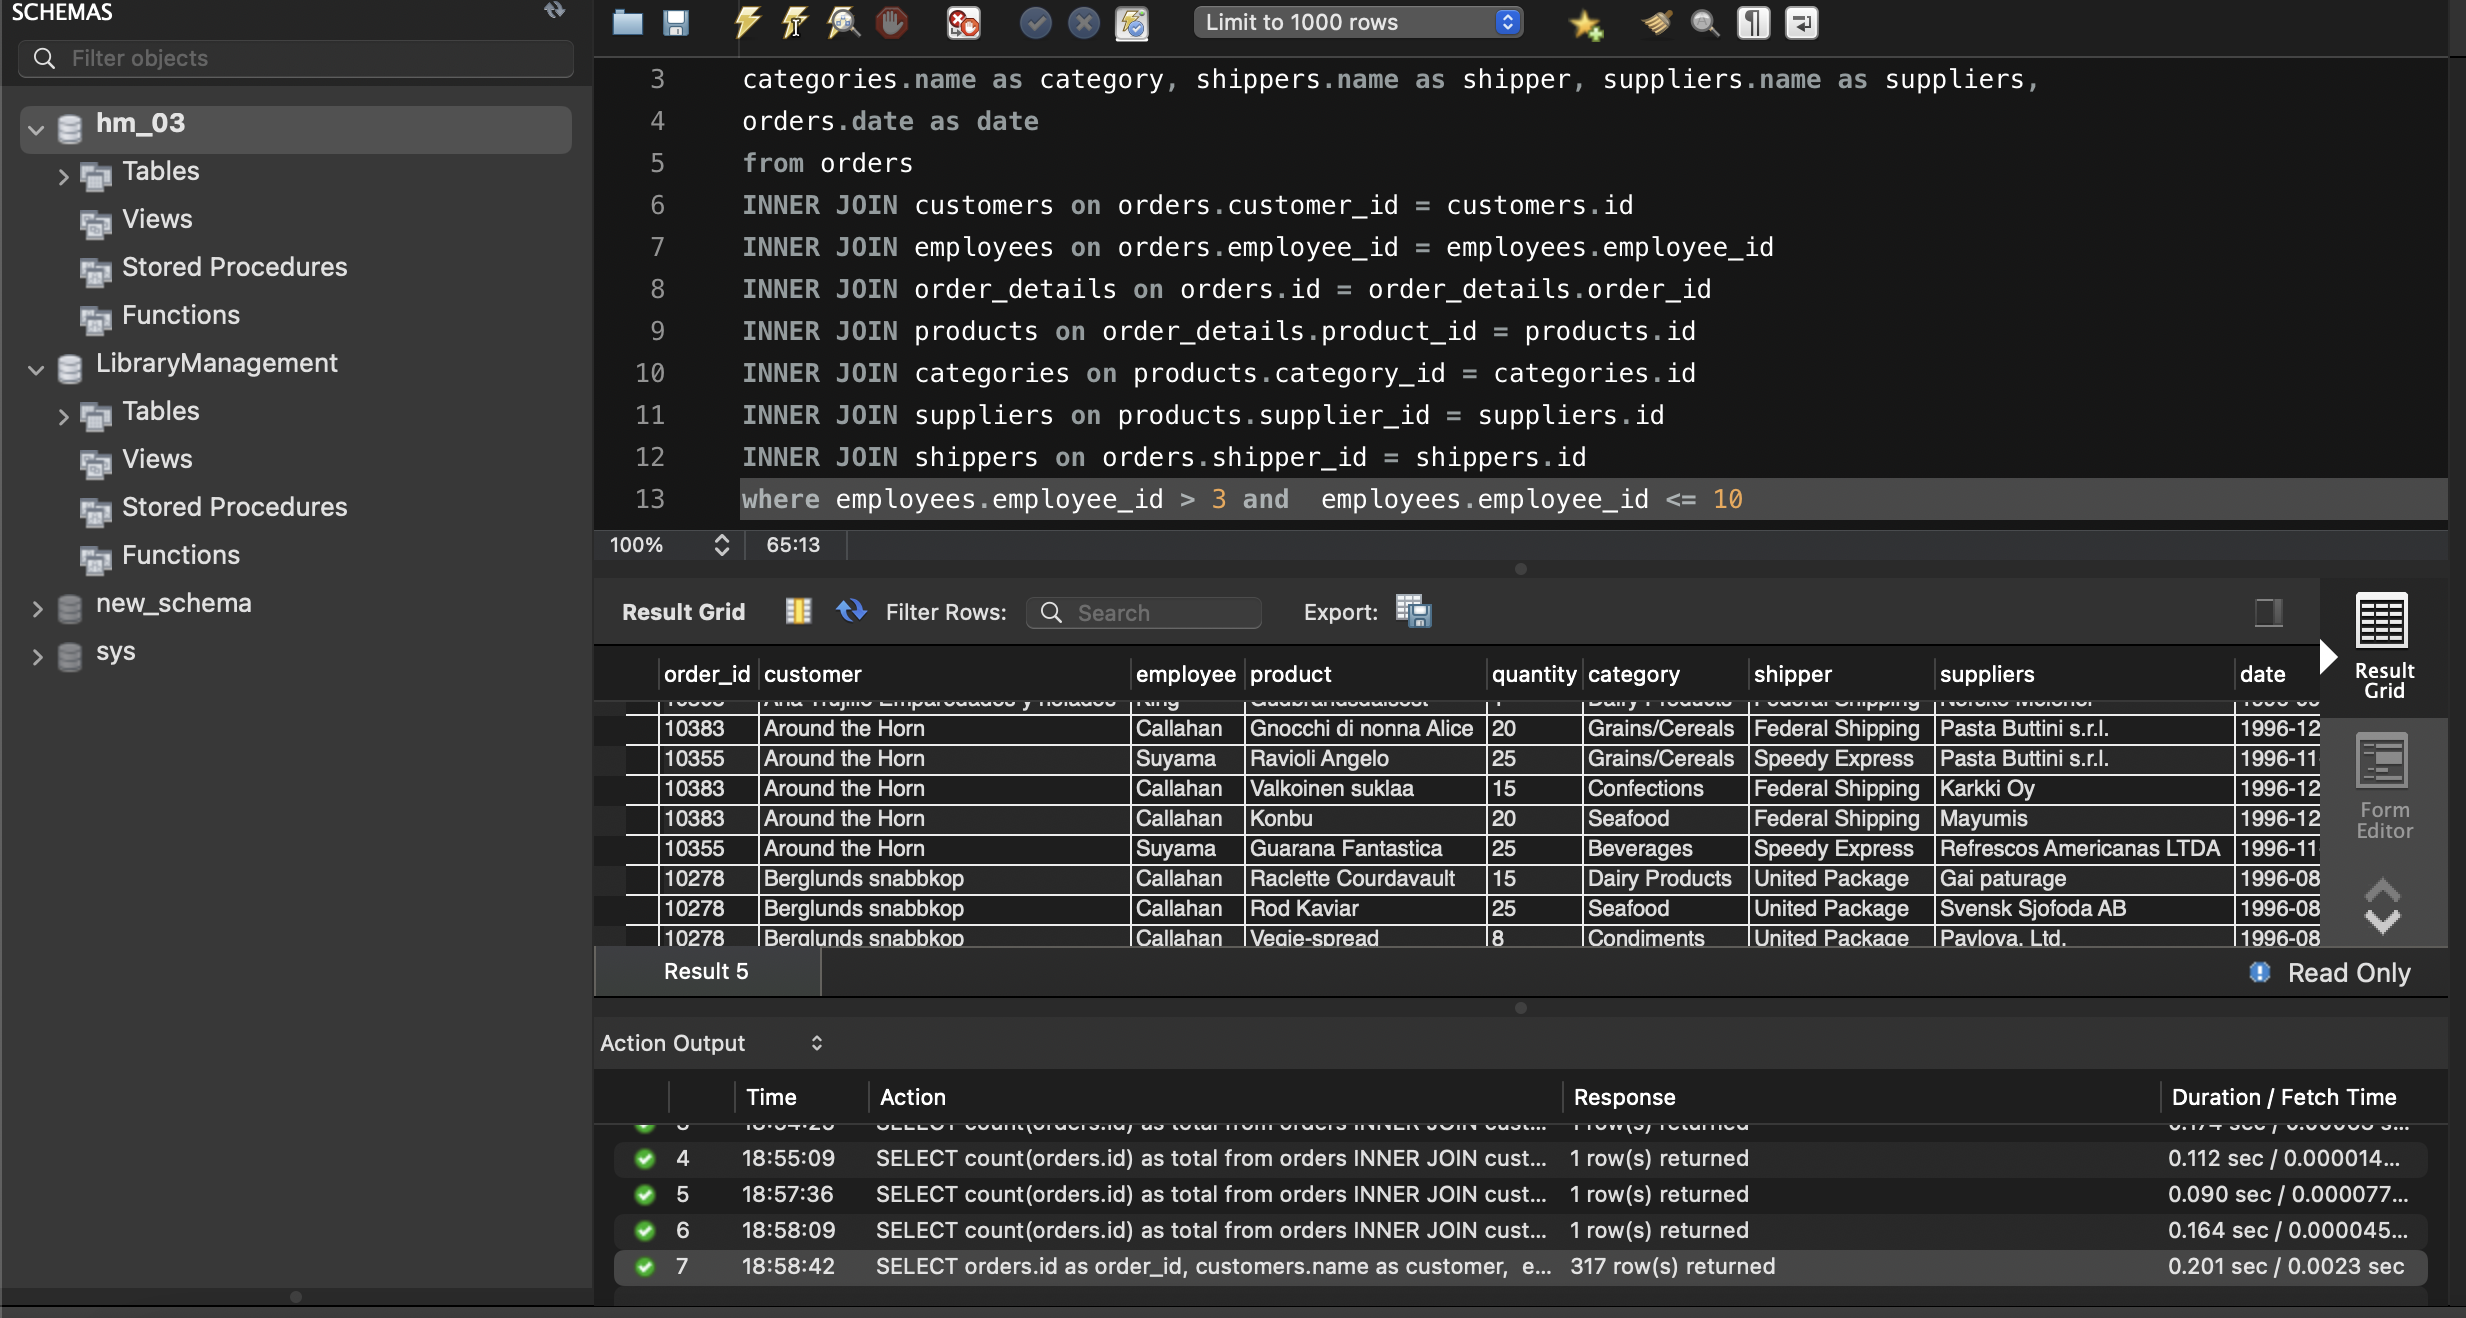 SCHEMAS
Filter objects
hm_03
Tables
Views
Stored Procedures
Functions
LibraryManagement
Tables
Views
Stored Procedures
Functions
new_schema
sys
Limit to 1000 rows
3 categories.name as category, shippers.name as shipper, suppliers.name as suppliers,
4 orders.date as date
5 from orders
6 INNER JOIN customers on orders.customer_id = customers.id
7 INNER JOIN employees on orders.employee_id = employees.employee_id
8 INNER JOIN order_details on orders.id = order_details.order_id
9 INNER JOIN products on order_details.product_id = products.id
10 INNER JOIN categories on products.category_id = categories.id
11 INNER JOIN suppliers on products.supplier_id = suppliers.id
12 INNER JOIN shippers on orders.shipper_id = shippers.id
13 where employees.employee_id > 3 and  employees.employee_id <= 10
100% 65:13
Result Grid Filter Rows: Search Export:
order_id customer employee product quantity category shipper suppliers date
10383 Around the Horn Callahan Gnocchi di nonna Alice 20 Grains/Cereals Federal Shipping Pasta Buttini s.r.l. 1996-12
10355 Around the Horn Suyama Ravioli Angelo 25 Grains/Cereals Speedy Express Pasta Buttini s.r.l. 1996-11
10383 Around the Horn Callahan Valkoinen suklaa 15 Confections Federal Shipping Karkki Oy 1996-12
10383 Around the Horn Callahan Konbu 20 Seafood Federal Shipping Mayumis 1996-12
10355 Around the Horn Suyama Guarana Fantastica 25 Beverages Speedy Express Refrescos Americanas LTDA 1996-11
10278 Berglunds snabbkop Callahan Raclette Courdavault 15 Dairy Products United Package Gai paturage 1996-08
10278 Berglunds snabbkop Callahan Rod Kaviar 25 Seafood United Package Svensk Sjofoda AB 1996-08
10278 Berglunds snabbkop Callahan Vegie-spread 8 Condiments United Package Pavlova, Ltd. 1996-08
Result
Grid
Form
Editor
Result 5 Read Only
Action Output
Time Action Response Duration / Fetch Time
SELECT count(orders.id) as total from orders INNER JOIN cust... 1 row(s) returned
4 18:55:09 SELECT count(orders.id) as total from orders INNER JOIN cust... 1 row(s) returned 0.112 sec / 0.000014...
5 18:57:36 SELECT count(orders.id) as total from orders INNER JOIN cust... 1 row(s) returned 0.090 sec / 0.000077...
6 18:58:09 SELECT count(orders.id) as total from orders INNER JOIN cust... 1 row(s) returned 0.164 sec / 0.000045...
7 18:58:42 SELECT orders.id as order_id, customers.name as customer,  e... 317 row(s) returned 0.201 sec / 0.0023 sec